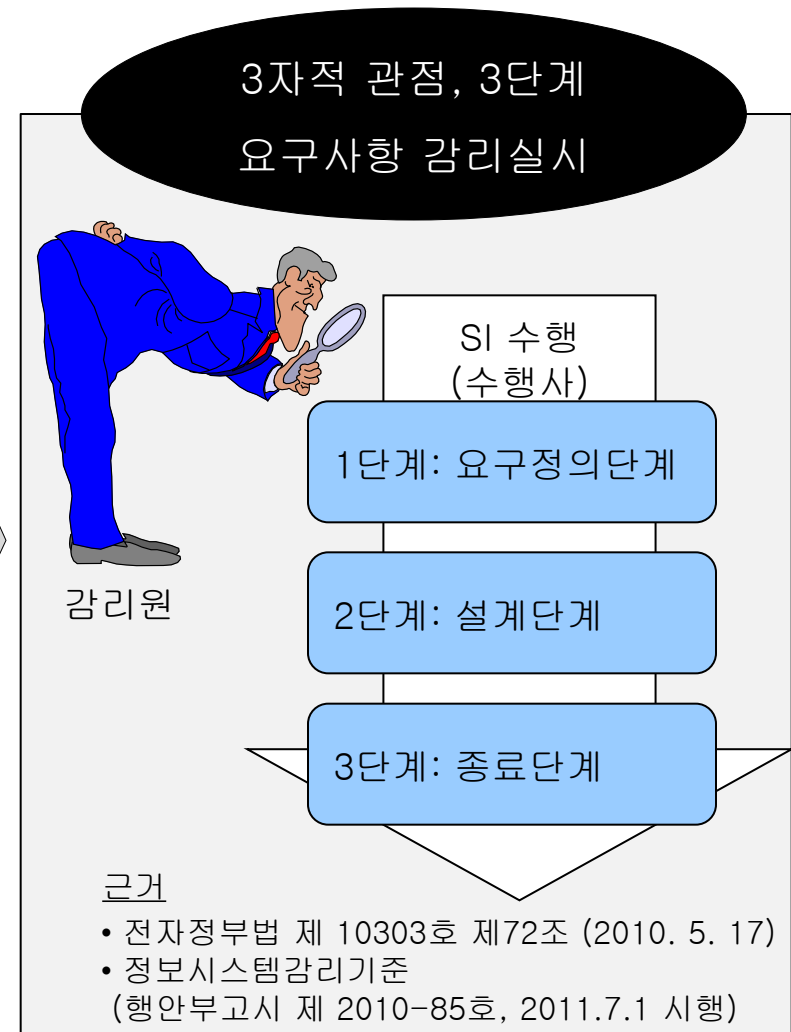 3자적 관점, 3단계
요구사항 감리실시
SI 수행
(수행사)
1단계: 요구정의단계
감리원
2단계: 설계단계
3단계: 종료단계
근거
• 전자정부법 제 10303호 제72조 (2010. 5. 17)
• 정보시스템감리기준
(행안부고시 제 2010-85호, 2011.7.1 시행)